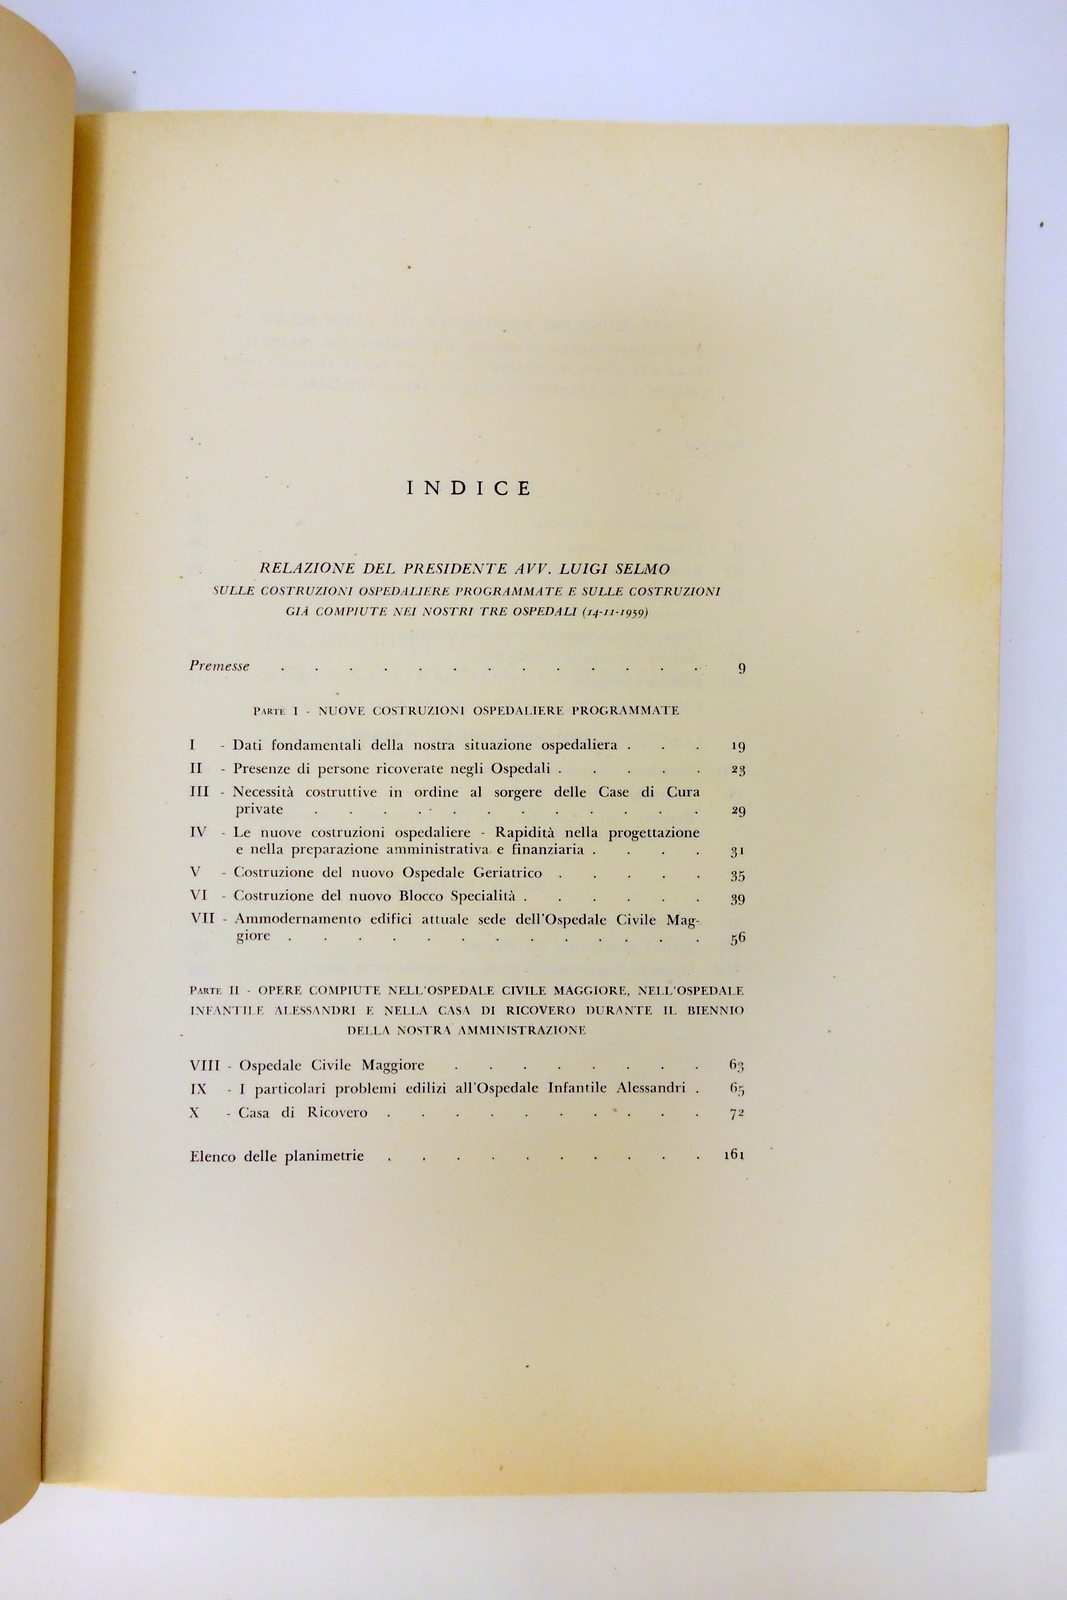 INDICE
RELAZIONE DEL PRESIDENTE AVV. LUIGI SELMO
SULLE COSTRUZIONI OSPEDALIERE PROGRAMMATE E SULLE COSTRUZIONI
GIÀ COMPIUTE NEI NOSTRI TRE OSPEDALI (14-11-1959)
Premesse . . . . . . . . . . . . . 9
PARTE I - NUOVE COSTRUZIONI OSPEDALIERE PROGRAMMATE
I - Dati fondamentali della nostra situazione ospedaliera . . . 19
II - Presenze di persone ricoverate negli Ospedali . . . . . 23
III - Necessità costruttive in ordine al sorgere delle Case di Cura
private . . . . . . . . . . . . 29
IV - Le nuove costruzioni ospedaliere - Rapidità nella progettazione
e nella preparazione amministrativa e finanziaria . . . . 31
V - Costruzione del nuovo Ospedale Geriatrico . . . . . 35
VI - Costruzione del nuovo Blocco Specialità . . . . . . 39
VII - Ammodernamento edifici attuale sede dell'Ospedale Civile Mag-
giore . . . . . . . . . . . . . 56
PARTE II - OPERE COMPIUTE NELL'OSPEDALE CIVILE MAGGIORE, NELL'OSPEDALE
INFANTILE ALESSANDRI E NELLA CASA DI RICOVERO DURANTE IL BIENNIO
DELLA NOSTRA AMMINISTRAZIONE
VIII - Ospedale Civile Maggiore . . . . . . . . 63
IX - I particolari problemi edilizi all'Ospedale Infantile Alessandri . 65
X - Casa di Ricovero . . . . . . . . . . 72
Elenco delle planimetrie . . . . . . . . . . 161